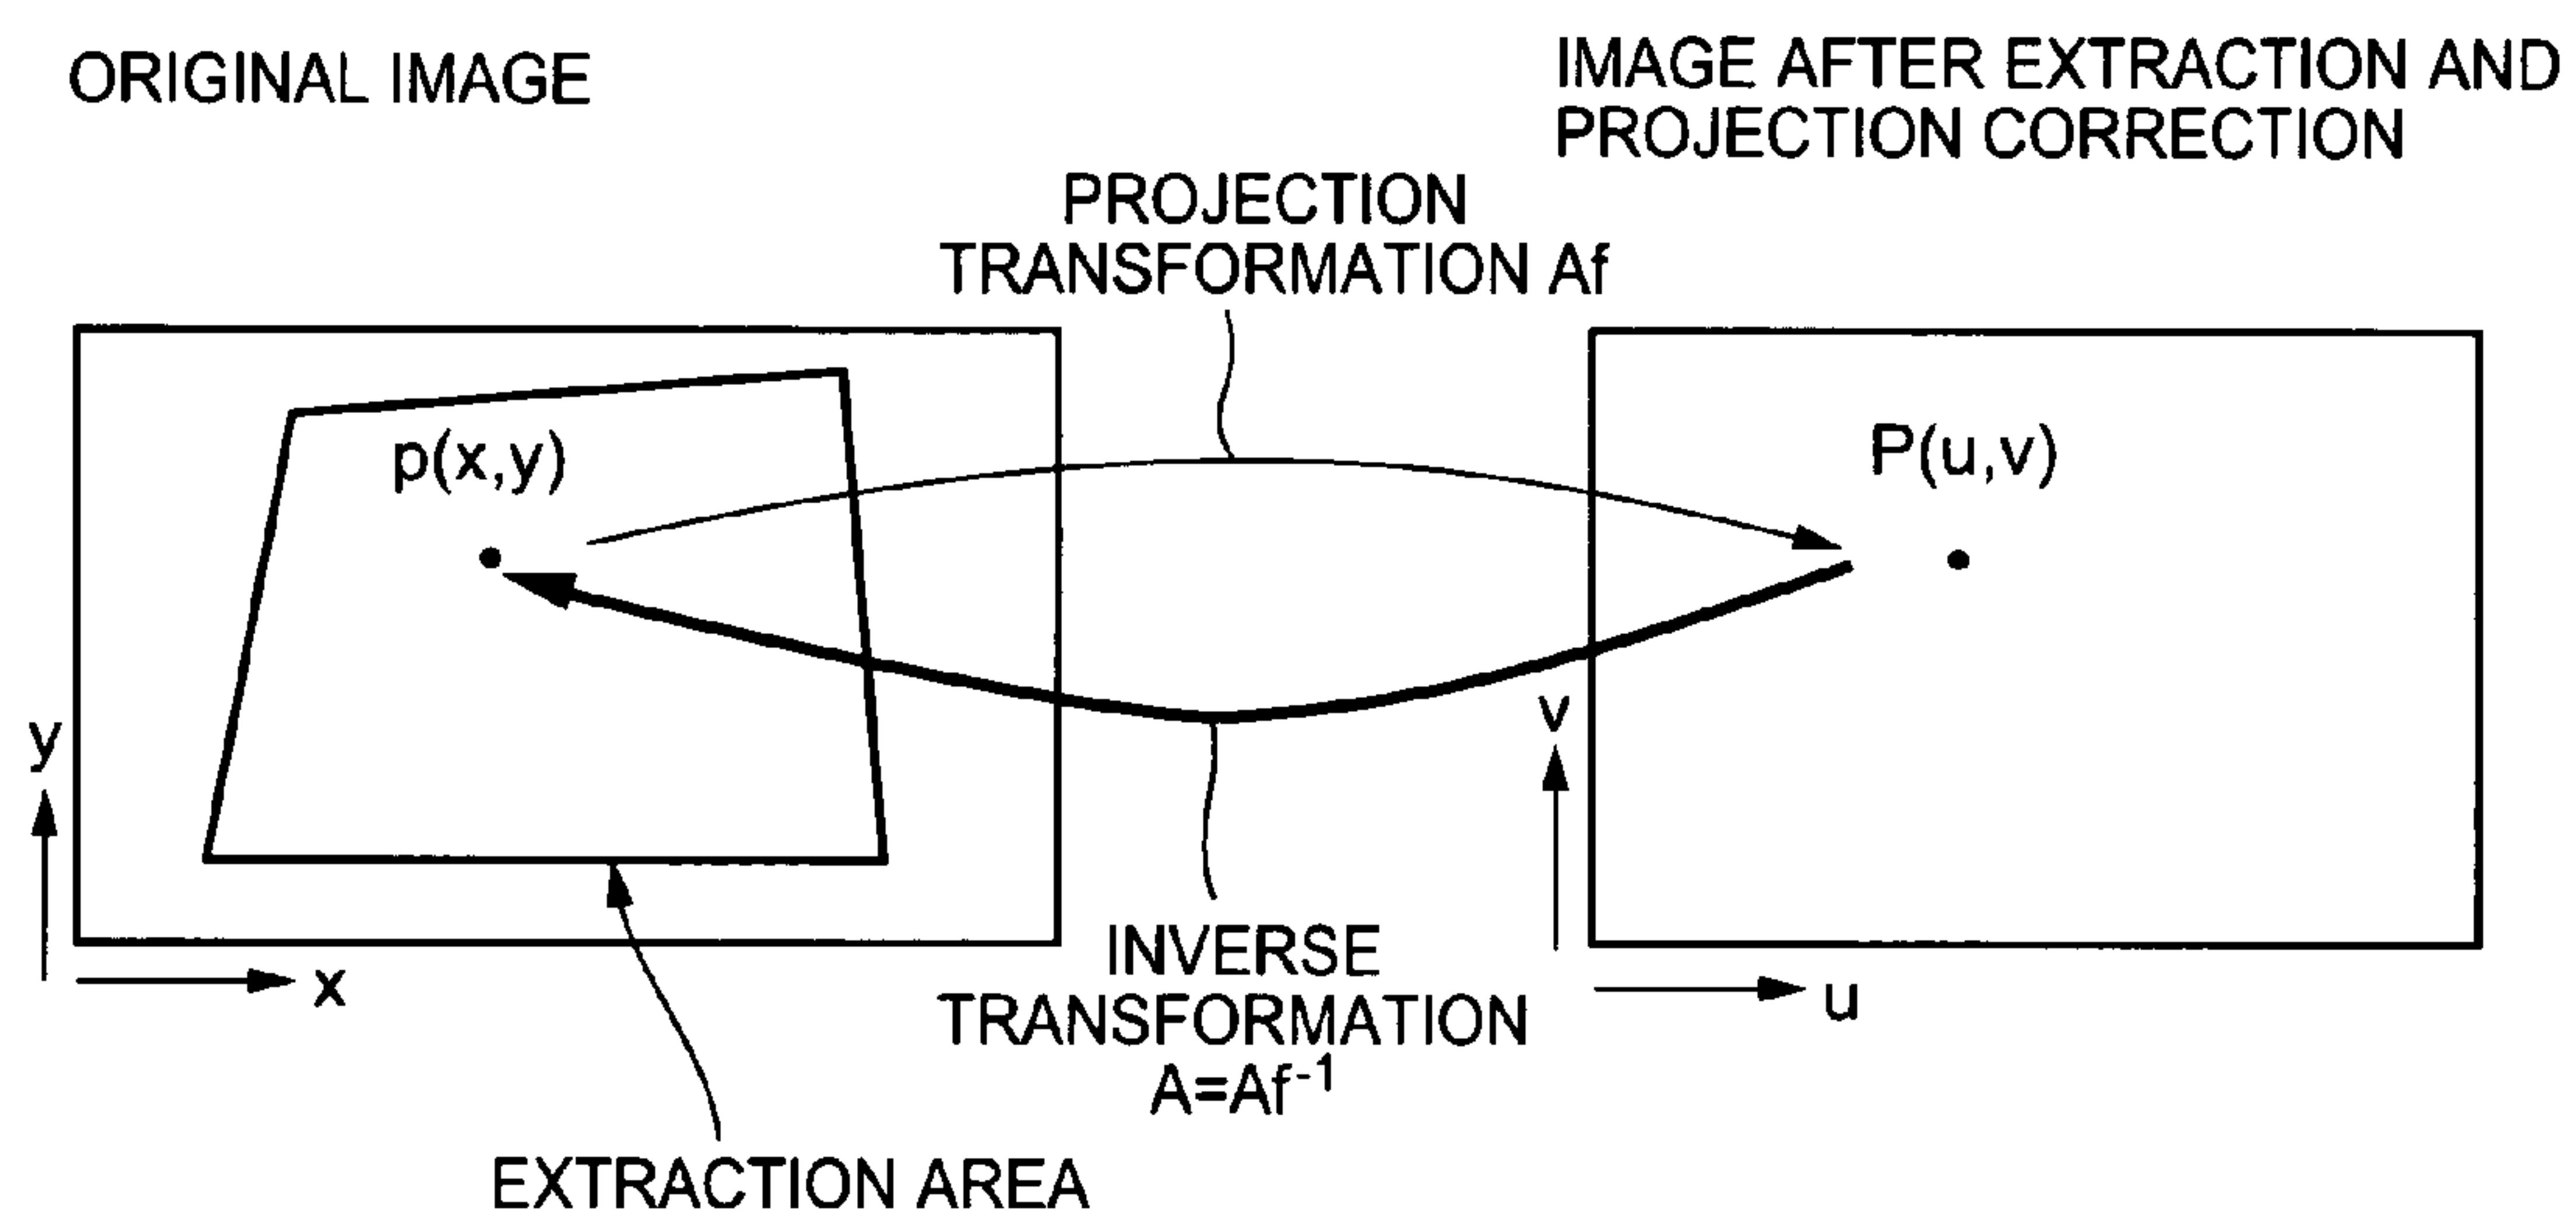 ORIGINAL IMAGE
IMAGE AFTER EXTRACTION AND
PROJECTION CORRECTION
PROJECTION
TRANSFORMATION Af
p(x,y)
P(u,v)
y
x
v
u
INVERSE
TRANSFORMATION
A=Af⁻¹
EXTRACTION AREA